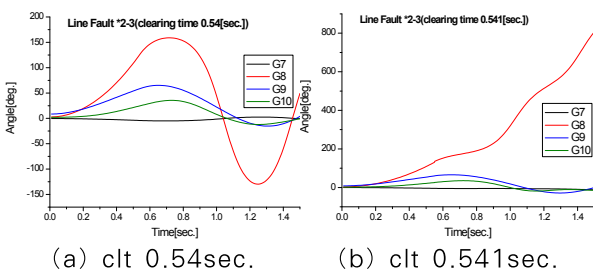 Line Fault *2-3(clearing time 0.54[sec.])
200
150
100
50
0
-50
-100
-150
Angle[deg.]
G7
G8
G9
G10
0.0 0.2 0.4 0.6 0.8 1.0 1.2 1.4
Time[sec.]
(a) clt 0.54sec.
Line Fault *2-3(clearing time 0.541[sec.])
800
600
400
200
0
Angle[deg.]
G7
G8
G9
G10
0.0 0.2 0.4 0.6 0.8 1.0 1.2 1.4
Time[sec.]
(b) clt 0.541sec.